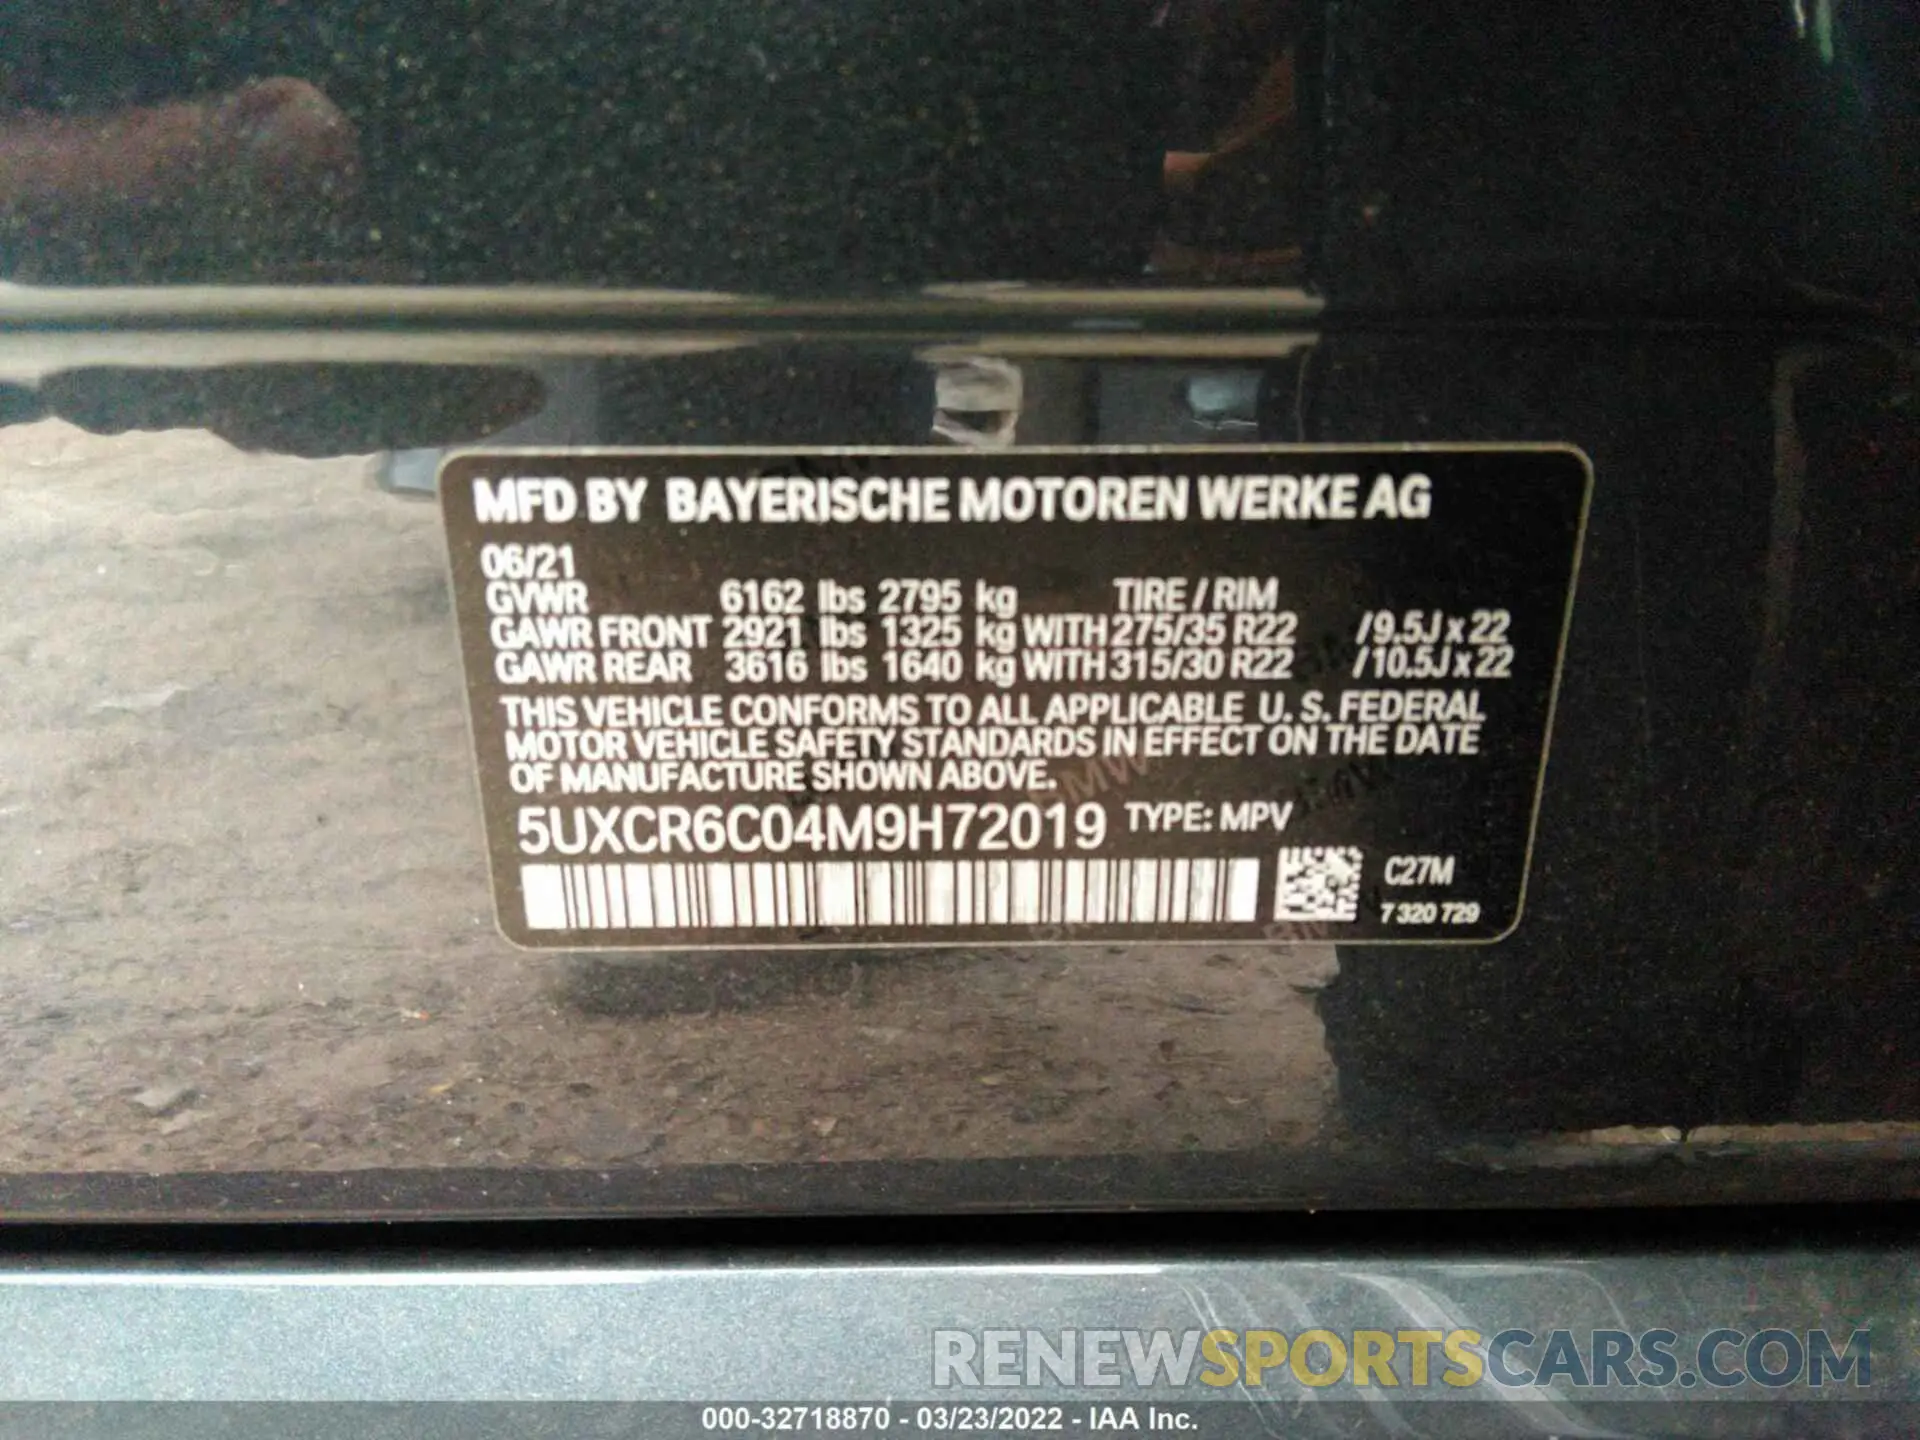 MFD BY BAYERISCHE MOTOREN WERKE AG
06/21
GVWR 6162 lbs 2795 kg TIRE / RIM
GAWR FRONT 2921 lbs 1325 kg WITH 275/35 R22 / 9.5J x 22
GAWR REAR 3616 lbs 1640 kg WITH 315/30 R22 / 10.5J x 22
THIS VEHICLE CONFORMS TO ALL APPLICABLE U. S. FEDERAL
MOTOR VEHICLE SAFETY STANDARDS IN EFFECT ON THE DATE
OF MANUFACTURE SHOWN ABOVE.
5UXCR6C04M9H72019 TYPE: MPV
C27M
7 320 729
RENEWSPORTSCARS.COM
000-32718870 - 03/23/2022 - IAA Inc.